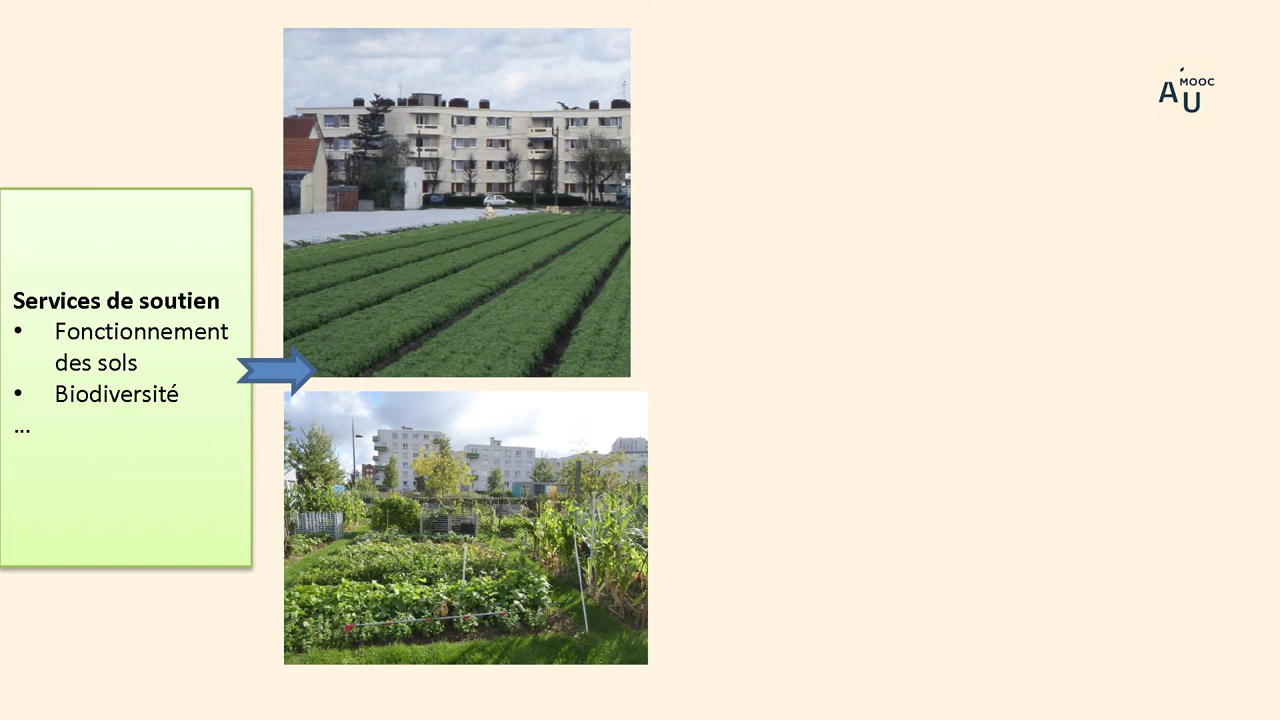 Services de soutien
• Fonctionnement
des sols
• Biodiversité
...
MOOC
AU